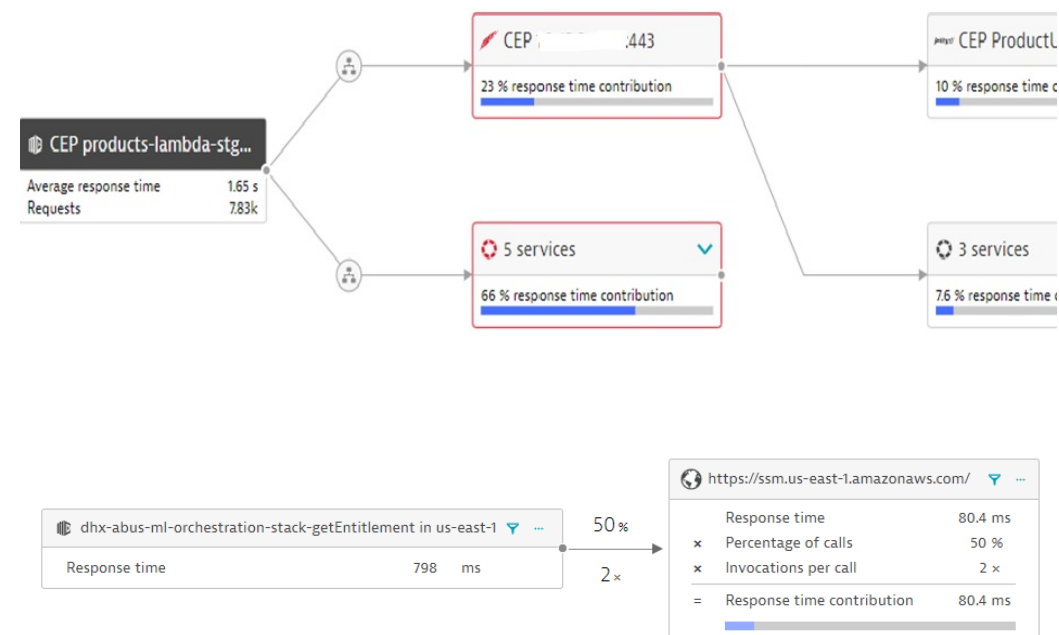 CEP :443
23 % response time contribution
CEP ProductU
10 % response time c
CEP products-lambda-stg...
Average response time 1.65 s
Requests 7.83k
5 services
66 % response time contribution
3 services
7.6 % response time c
dhx-abus-ml-orchestration-stack-getEntitlement in us-east-1 ...
Response time 798 ms
50 %
2 ×
https://ssm.us-east-1.amazonaws.com/ ...
Response time 80.4 ms
× Percentage of calls 50 %
× Invocations per call 2 ×
= Response time contribution 80.4 ms